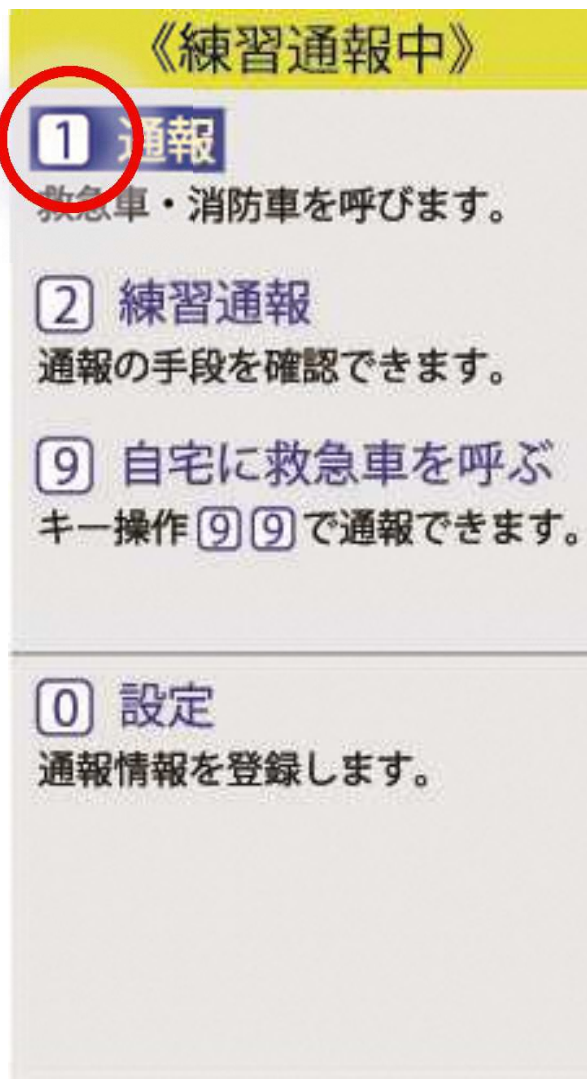 《練習通報中》
1 通報
救急車・消防車を呼びます。
2 練習通報
通報の手段を確認できます。
9 自宅に救急車を呼ぶ
キー操作99で通報できます。
0 設定
通報情報を登録します。